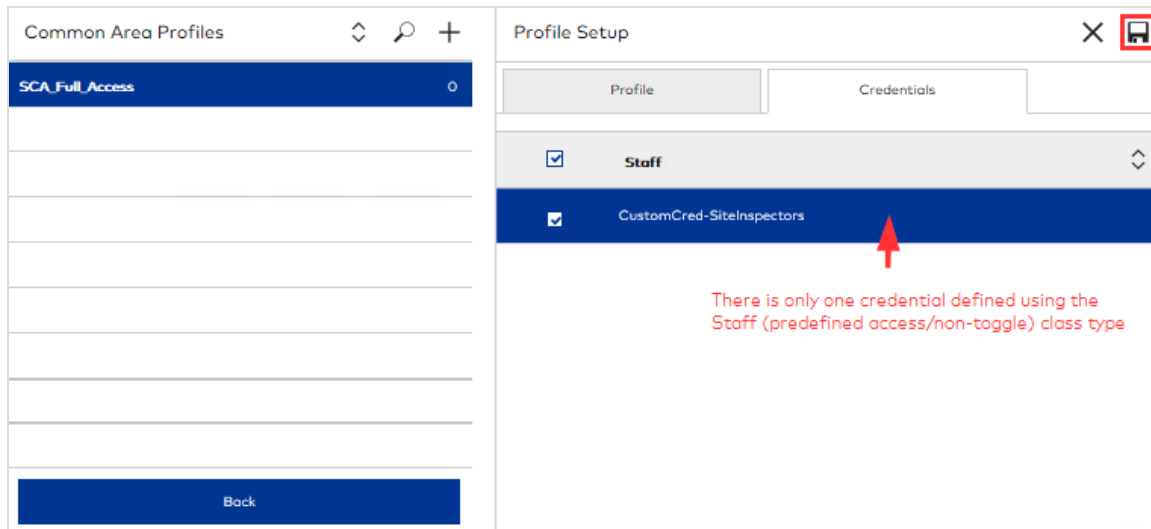 Common Area Profiles
Profile Setup
SCA_Full_Access 0
Profile
Credentials
Staff
CustomCred-SiteInspectors
There is only one credential defined using the
Staff (predefined access/non-toggle) class type
Back